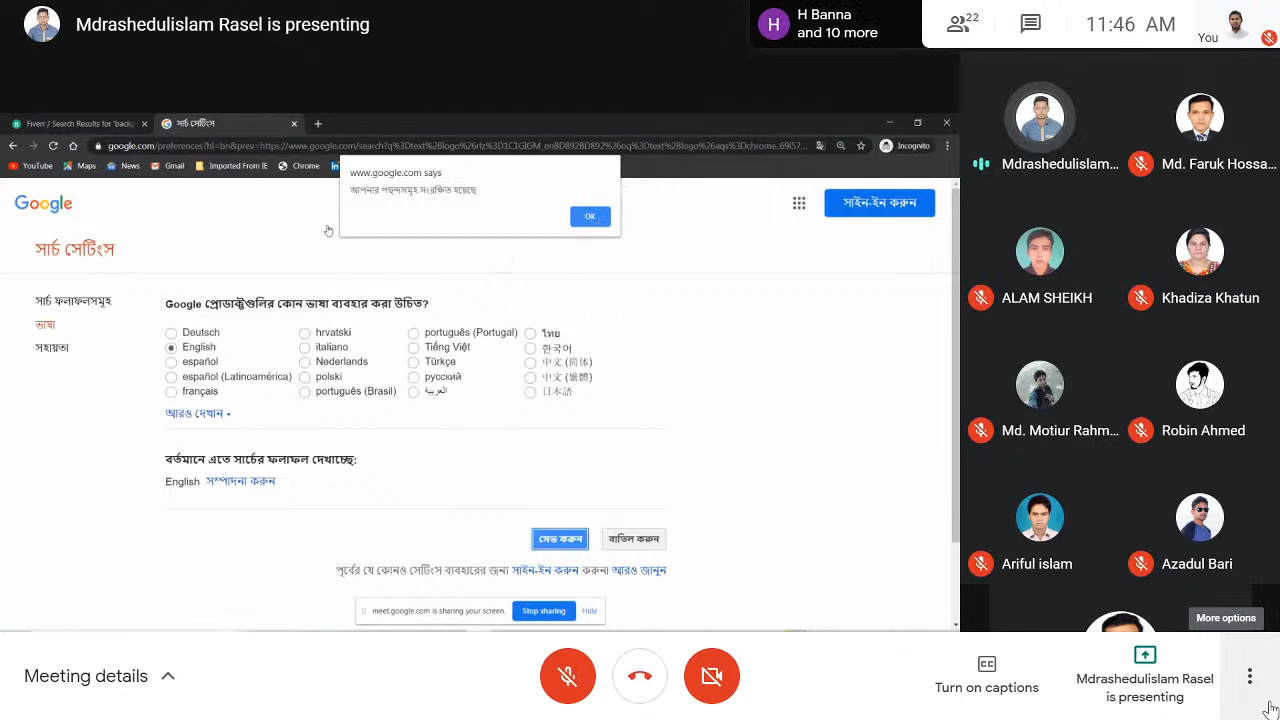 Mdrashedulislam Rasel is presenting
H
H Banna
and 10 more
22
11:46 AM
You
Fiverr / Search Results for 'backg
সার্চ সেটিংস
Incognito
YouTube
Maps
News
Gmail
Imported From IE
Chrome
www.google.com says
আপনার পছন্দসমূহ সংরক্ষিত হয়েছে
OK
Google
সাইন-ইন করুন
সার্চ সেটিংস
সার্চ ফলাফলসমূহ
ভাষা
সহায়তা
Google প্রোডাক্টগুলির কোন ভাষা ব্যবহার করা উচিত?
Deutsch hrvatski português (Portugal) ไทย
English italiano Tiếng Việt 한국어
español Nederlands Türkçe 中文 (简体)
español (Latinoamérica) polski русский 中文 (繁體)
français português (Brasil) العربية 日本語
আরও দেখান
বর্তমানে এতে সার্চের ফলাফল দেখাচ্ছে:
English সম্পাদনা করুন
সেভ করুন বাতিল করুন
পূর্বের যে কোনও সেটিংস ব্যবহারের জন্য সাইন-ইন করুন করুন। আরও জানুন
meet.google.com is sharing your screen. Stop sharing Hide
Mdrashedulislam... Md. Faruk Hossa...
ALAM SHEIKH Khadiza Khatun
Md. Motiur Rahm... Robin Ahmed
Ariful islam Azadul Bari
More options
Meeting details
Turn on captions
Mdrashedulislam Rasel
is presenting